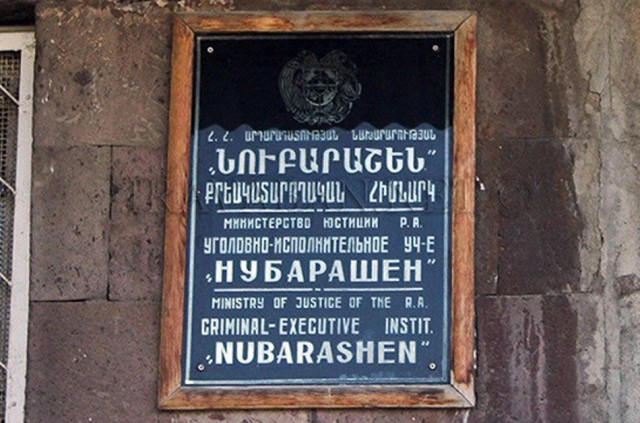 Հ. Հ. ԱՐԴԱՐԱԴԱՏՈՒԹՅԱՆ ՆԱԽԱՐԱՐՈՒԹՅԱՆ
„ՆՈՒԲԱՐԱՇԵՆ”
ՔՐԵԱԿԱՏԱՐՈՂԱԿԱՆ ՀԻՄՆԱՐԿ
МИНИСТЕРСТВО ЮСТИЦИИ Р.А.
УГОЛОВНО-ИСПОЛНИТЕЛЬНОЕ УЧ-Е
„НУБАРАШЕН”
MINISTRY OF JUSTICE OF THE R.A.
CRIMINAL-EXECUTIVE INSTIT.
„NUBARASHEN”